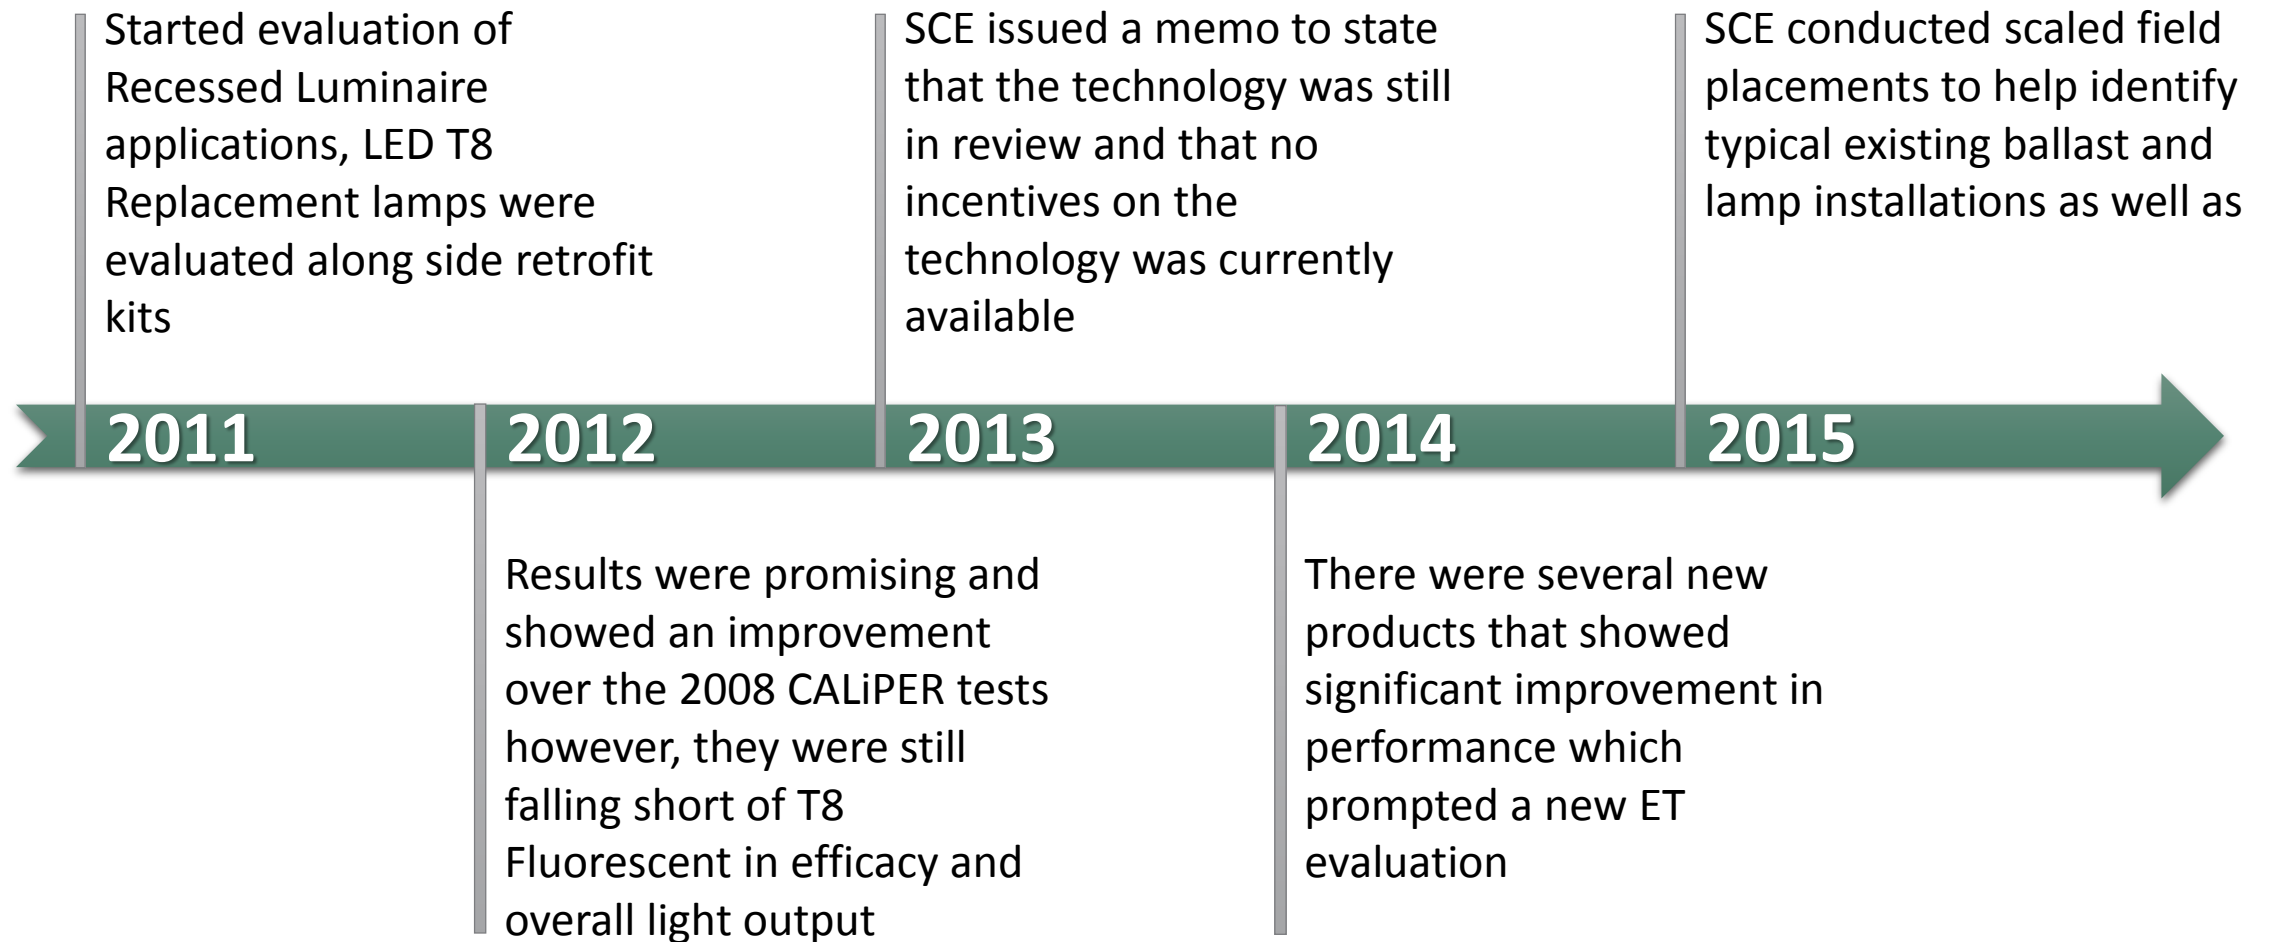 Started evaluation of
Recessed Luminaire
applications, LED T8
Replacement lamps were
evaluated along side retrofit
kits
SCE issued a memo to state
that the technology was still
in review and that no
incentives on the
technology was currently
available
SCE conducted scaled field
placements to help identify
typical existing ballast and
lamp installations as well as
2011
2012
2013
2014
2015
Results were promising and
showed an improvement
over the 2008 CALiPER tests
however, they were still
falling short of T8
Fluorescent in efficacy and
overall light output
There were several new
products that showed
significant improvement in
performance which
prompted a new ET
evaluation